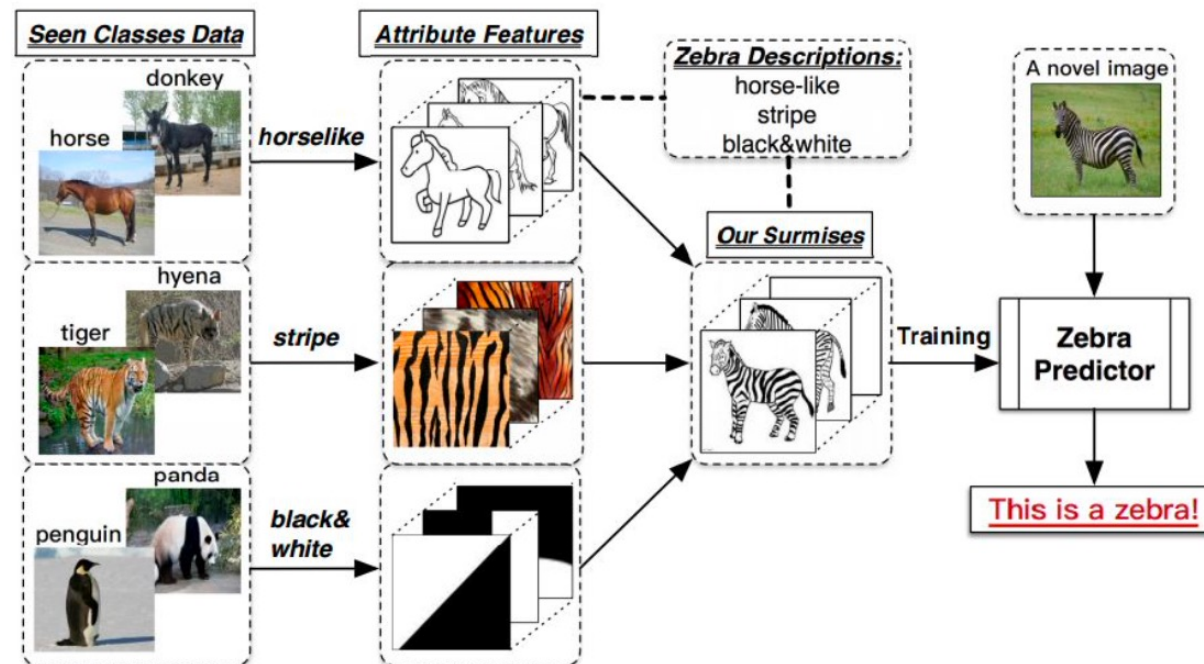 Seen Classes Data
donkey
horse
horselike
hyena
tiger
stripe
panda
penguin
black&
white
Attribute Features
Zebra Descriptions:
horse-like
stripe
black&white
Our Surmises
Training
A novel image
Zebra
Predictor
This is a zebra!